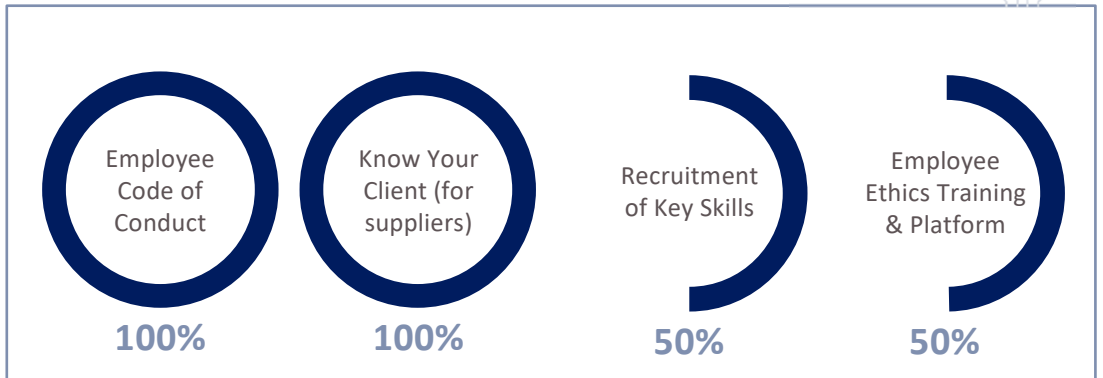 Employee
Code of
Conduct
100%
Know Your
Client (for
suppliers)
100%
Recruitment
of Key Skills
50%
Employee
Ethics Training
& Platform
50%